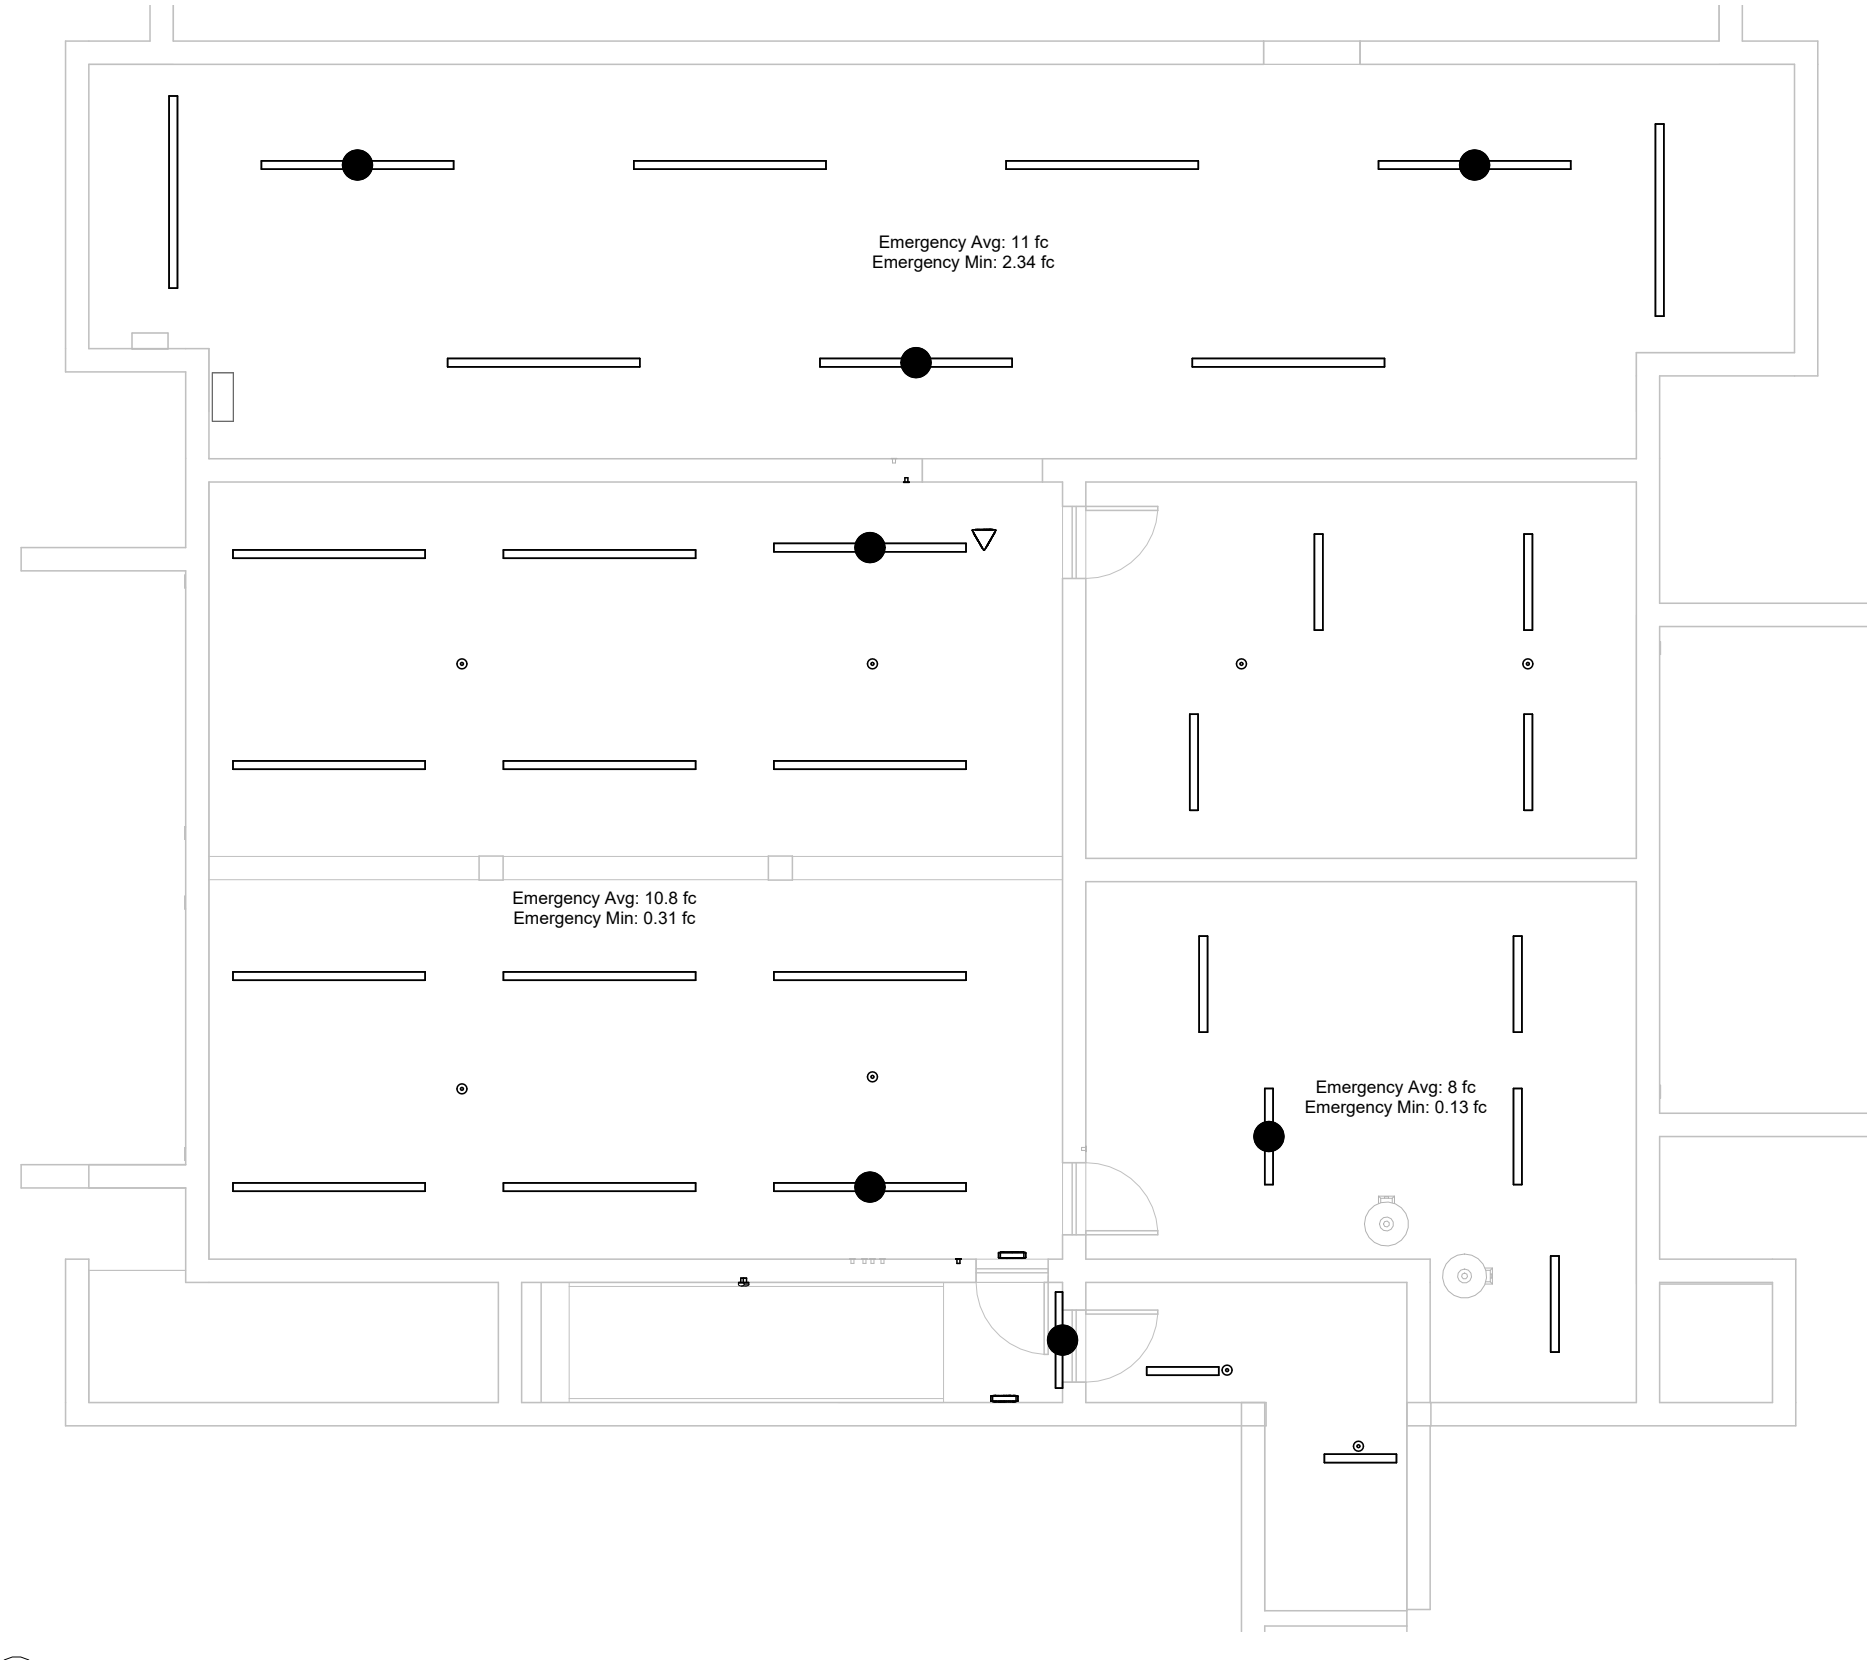 Emergency Avg: 11 fc
Emergency Min: 2.34 fc
Emergency Avg: 10.8 fc
Emergency Min: 0.31 fc
Emergency Avg: 8 fc
Emergency Min: 0.13 fc